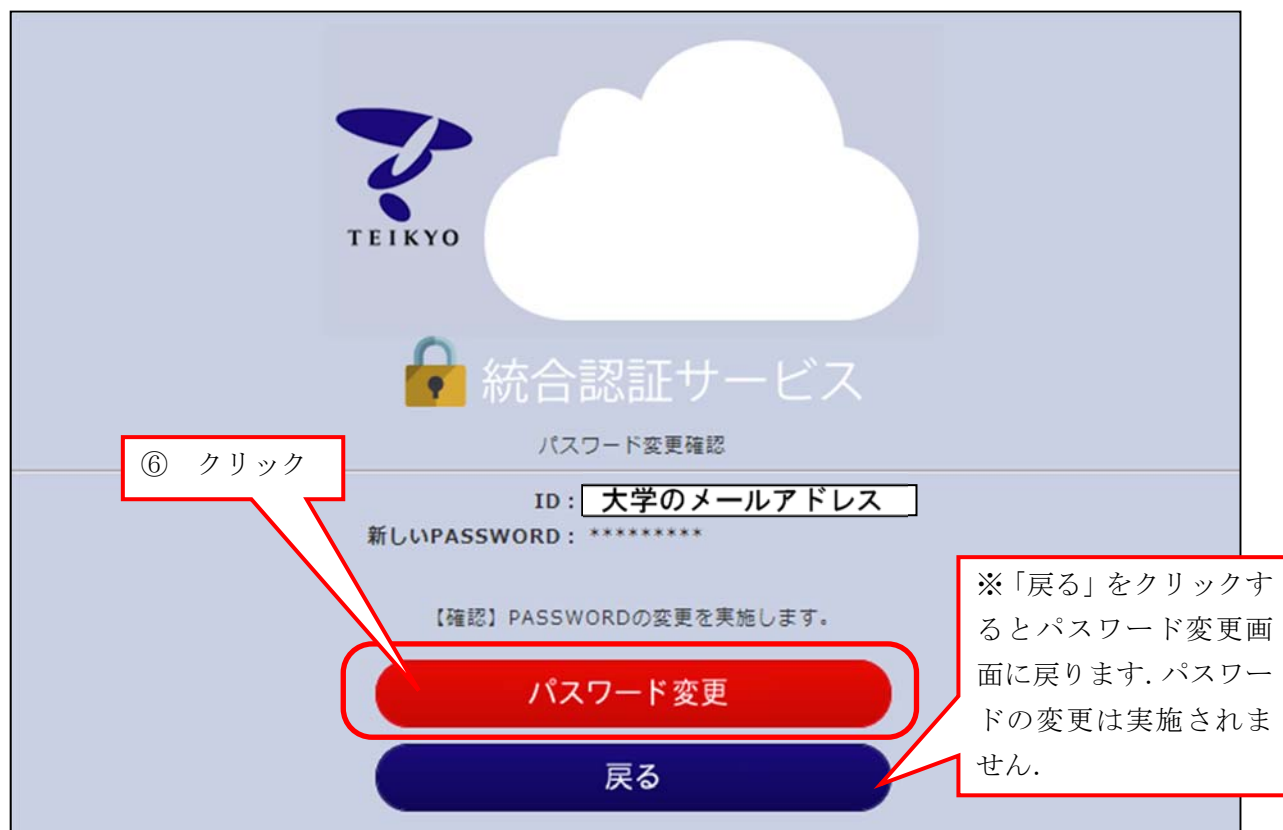 TEIKYO
統合認証サービス
パスワード変更確認
⑥ クリック
ID : 大学のメールアドレス
新しいPASSWORD : *********
【確認】PASSWORDの変更を実施します。
パスワード変更
戻る
※「戻る」をクリックす
るとパスワード変更画
面に戻ります．パスワー
ドの変更は実施されま
せん．